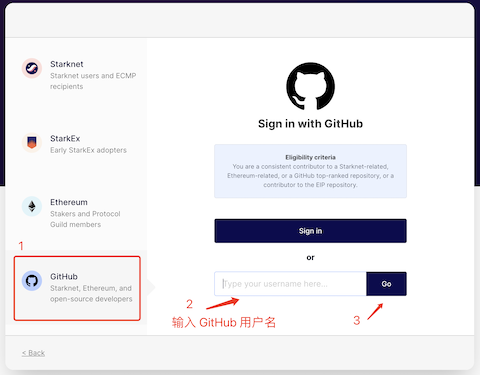 Starknet
Starknet users and ECMP
recipients
StarkEx
Early StarkEx adopters
Ethereum
Stakers and Protocol
Guild members
1
GitHub
Starknet, Ethereum, and
open-source developers
Sign in with GitHub
Eligibility criteria
You are a consistent contributor to a Starknet-related,
Ethereum-related, or a GitHub top-ranked repository, or a
contributor to the EIP repository.
Sign in
or
Type your username here...
Go
2
输入 GitHub 用户名
3
< Back